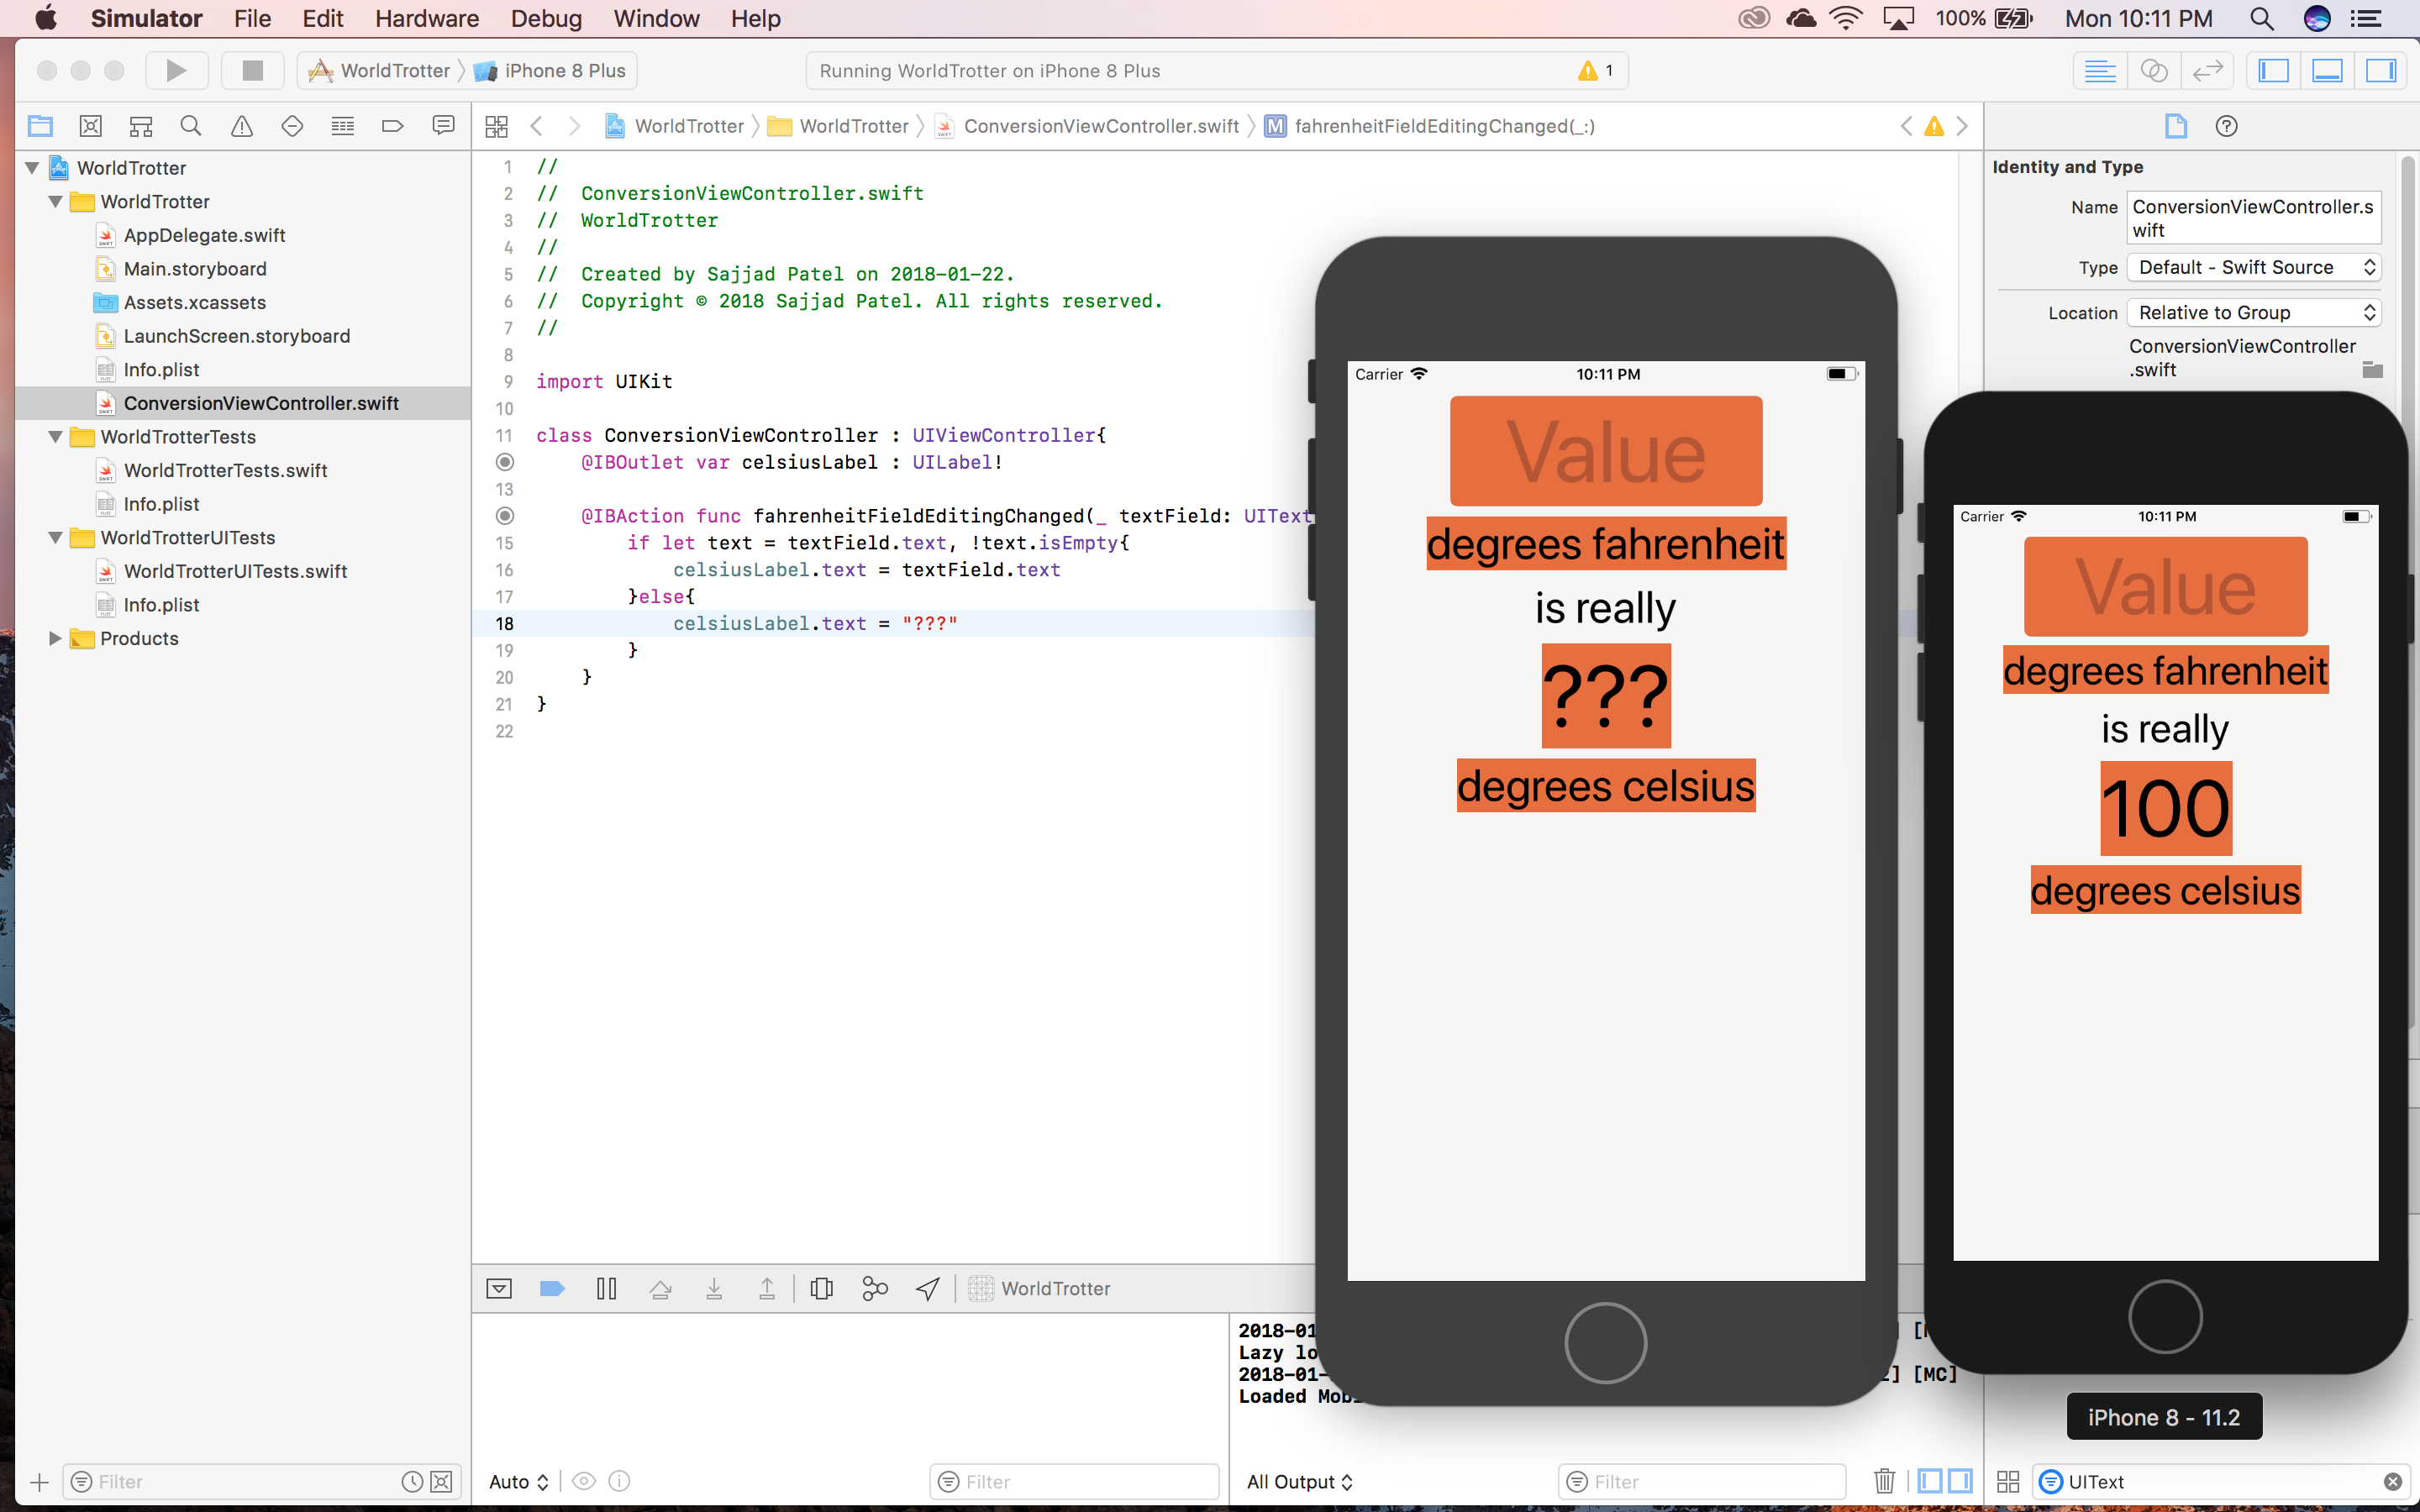 Simulator File Edit Hardware Debug Window Help 100% Mon 10:11 PM
WorldTrotter iPhone 8 Plus Running WorldTrotter on iPhone 8 Plus 1
WorldTrotter WorldTrotter ConversionViewController.swift M fahrenheitFieldEditingChanged(_:)
WorldTrotter
WorldTrotter
AppDelegate.swift
Main.storyboard
Assets.xcassets
LaunchScreen.storyboard
Info.plist
ConversionViewController.swift
WorldTrotterTests
WorldTrotterTests.swift
Info.plist
WorldTrotterUITests
WorldTrotterUITests.swift
Info.plist
Products
Filter
1 //
2 //  ConversionViewController.swift
3 //  WorldTrotter
4 //
5 //  Created by Sajjad Patel on 2018-01-22.
6 //  Copyright © 2018 Sajjad Patel. All rights reserved.
7 //
8
9 import UIKit
10
11 class ConversionViewController : UIViewController{
@IBOutlet var celsiusLabel : UILabel!
13
@IBAction func fahrenheitFieldEditingChanged(_ textField: UIText
15 if let text = textField.text, !text.isEmpty{
16 celsiusLabel.text = textField.text
17 }else{
18 celsiusLabel.text = "???"
19 }
20 }
21 }
22
WorldTrotter
Auto Filter
2018-01
Lazy lo
2018-01- ] [MC]
Loaded Mob
All Output Filter
Identity and Type
Name ConversionViewController.s
wift
Type Default - Swift Source
Location Relative to Group
ConversionViewController
.swift
UIText
Carrier 10:11 PM
Value
degrees fahrenheit
is really
???
degrees celsius
Carrier 10:11 PM
Value
degrees fahrenheit
is really
100
degrees celsius
iPhone 8 - 11.2